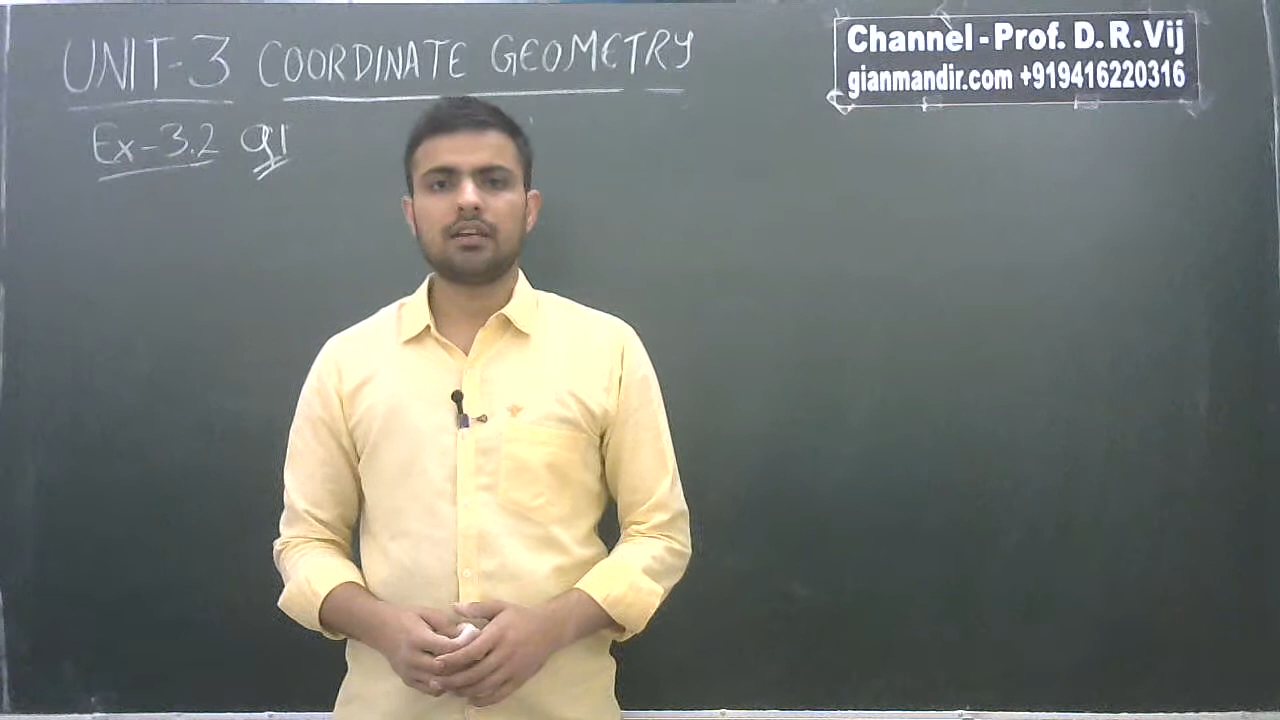 UNIT-3 COORDINATE GEOMETRY
Ex-3.2 Q1
Channel - Prof. D. R. Vij
gianmandir.com +919416220316